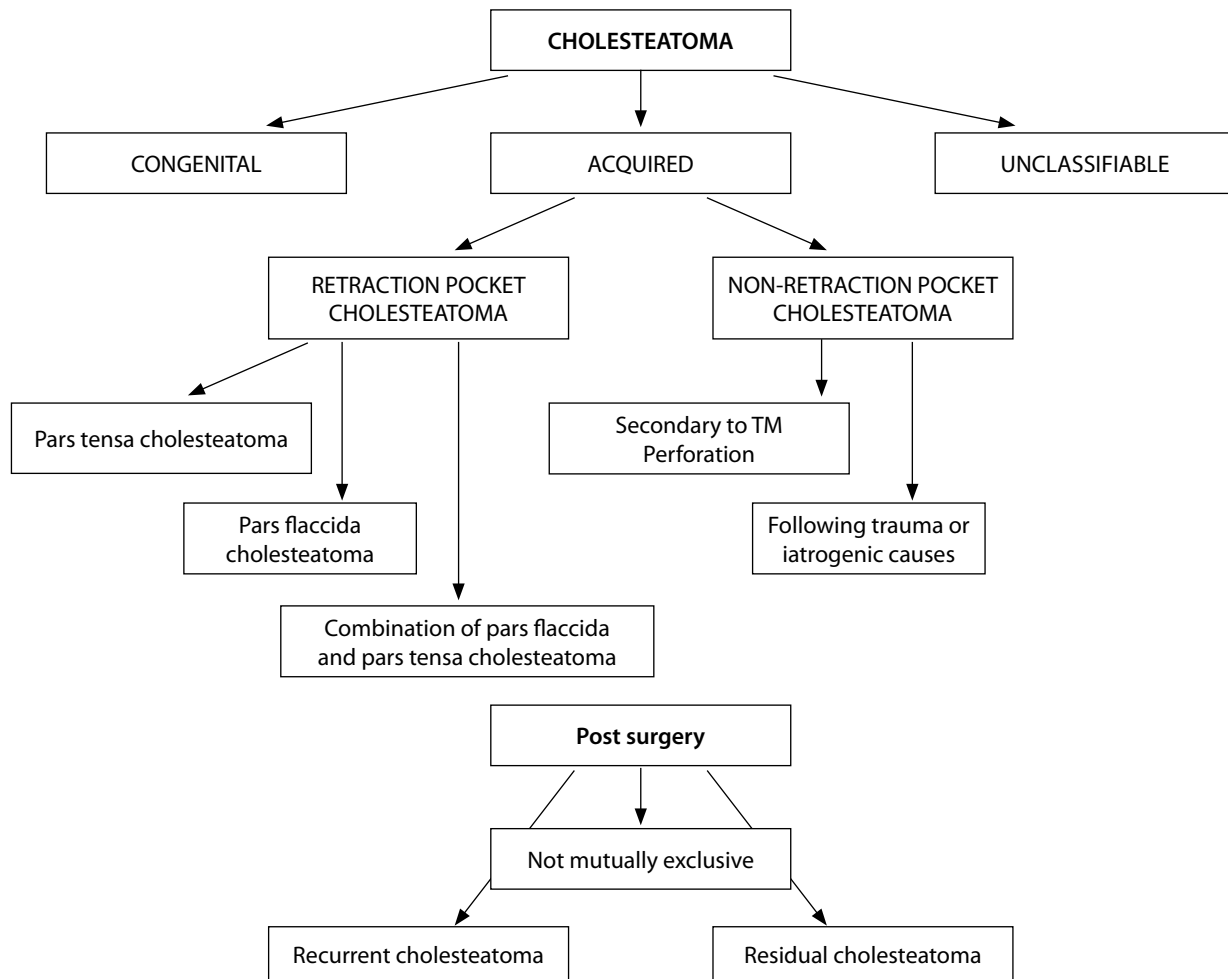 CHOLESTEATOMA
CONGENITAL
ACQUIRED
UNCLASSIFIABLE
RETRACTION POCKET
CHOLESTEATOMA
NON-RETRACTION POCKET
CHOLESTEATOMA
Pars tensa cholesteatoma
Secondary to TM
Perforation
Pars flaccida
cholesteatoma
Following trauma or
iatrogenic causes
Combination of pars flaccida
and pars tensa cholesteatoma
Post surgery
Not mutually exclusive
Recurrent cholesteatoma
Residual cholesteatoma